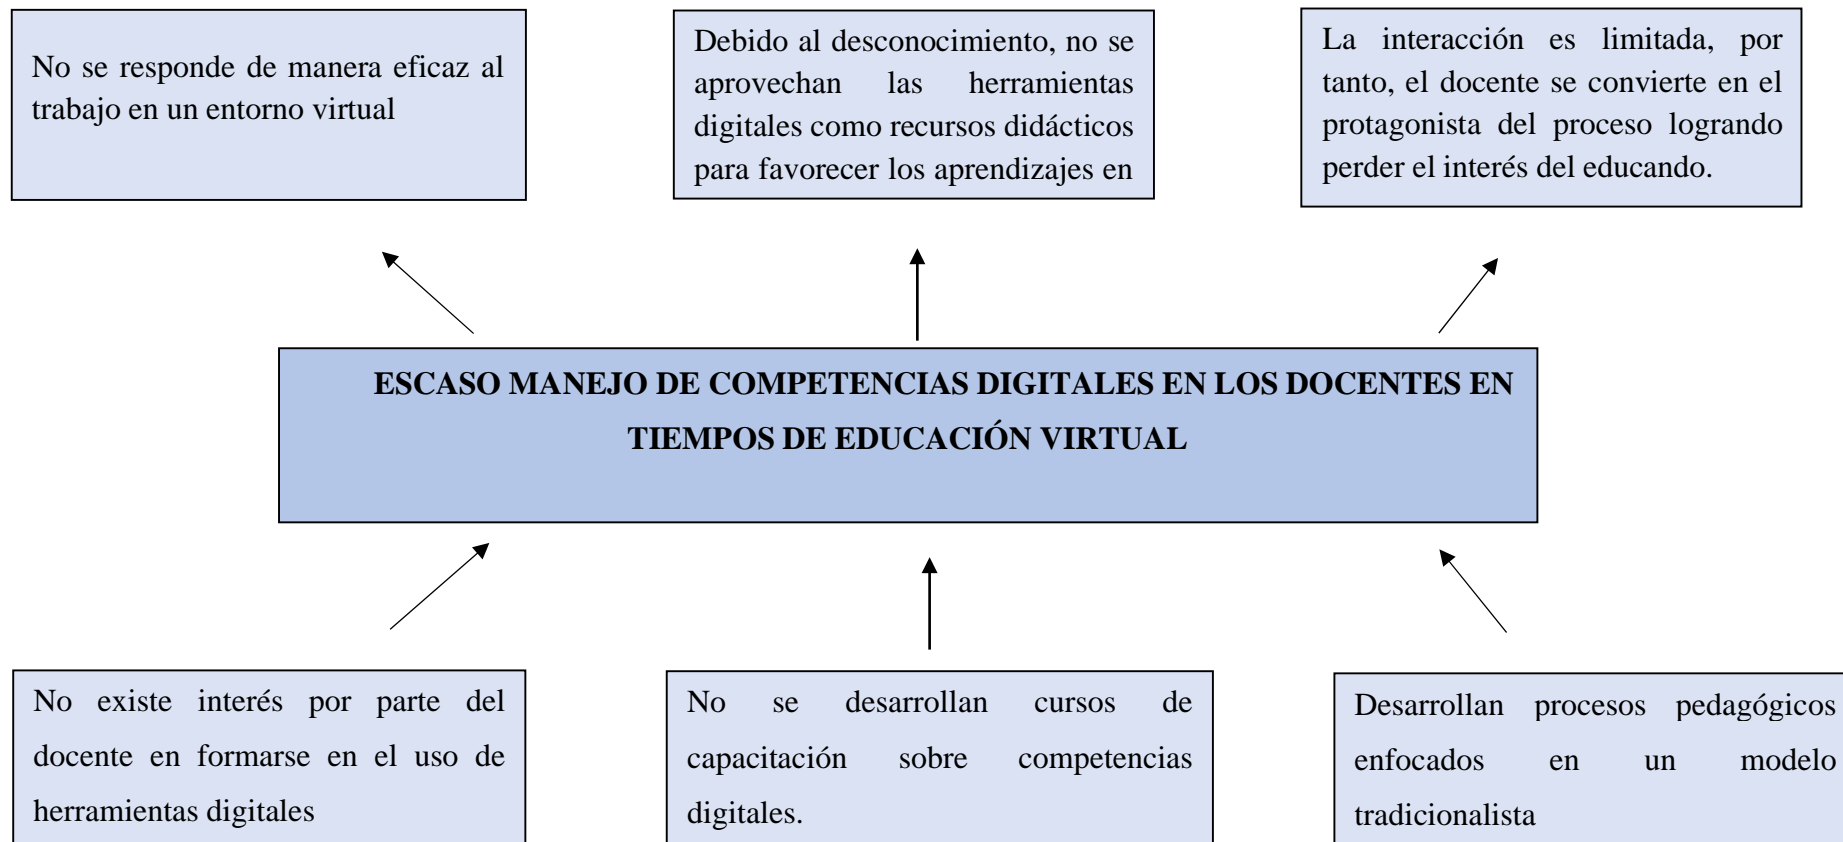 No se responde de manera eficaz al
trabajo en un entorno virtual
Debido al desconocimiento, no se
aprovechan las herramientas
digitales como recursos didácticos
para favorecer los aprendizajes en
La interacción es limitada, por
tanto, el docente se convierte en el
protagonista del proceso logrando
perder el interés del educando.
ESCASO MANEJO DE COMPETENCIAS DIGITALES EN LOS DOCENTES EN
TIEMPOS DE EDUCACIÓN VIRTUAL
No existe interés por parte del
docente en formarse en el uso de
herramientas digitales
No se desarrollan cursos de
capacitación sobre competencias
digitales.
Desarrollan procesos pedagógicos
enfocados en un modelo
tradicionalista